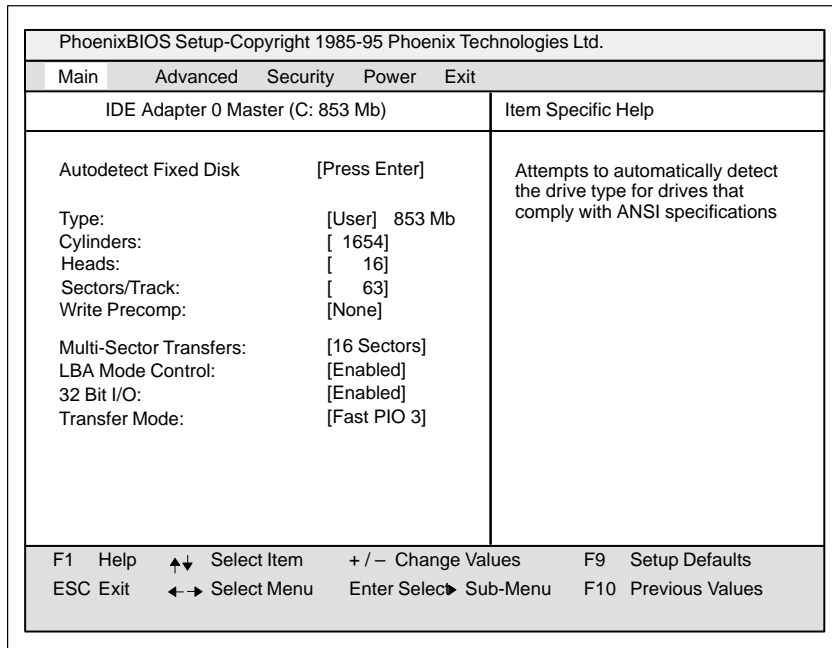 PhoenixBIOS Setup-Copyright 1985-95 Phoenix Technologies Ltd.
Main Advanced Security Power Exit
IDE Adapter 0 Master (C: 853 Mb)
Item Specific Help
Autodetect Fixed Disk [Press Enter]
Type: [User] 853 Mb
Cylinders: [ 1654]
Heads: [ 16]
Sectors/Track: [ 63]
Write Precomp: [None]
Multi-Sector Transfers: [16 Sectors]
LBA Mode Control: [Enabled]
32 Bit I/O: [Enabled]
Transfer Mode: [Fast PIO 3]
Attempts to automatically detect
the drive type for drives that
comply with ANSI specifications
F1 Help Select Item + / – Change Values F9 Setup Defaults
ESC Exit Select Menu Enter Select Sub-Menu F10 Previous Values